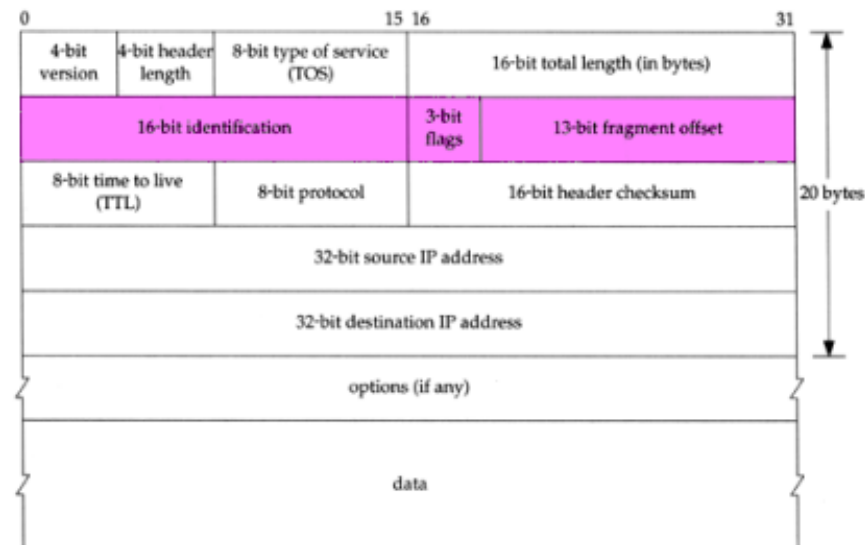 0 15 16 31
4-bit version
4-bit header length
8-bit type of service (TOS)
16-bit total length (in bytes)
16-bit identification
3-bit flags
13-bit fragment offset
8-bit time to live (TTL)
8-bit protocol
16-bit header checksum
20 bytes
32-bit source IP address
32-bit destination IP address
options (if any)
data